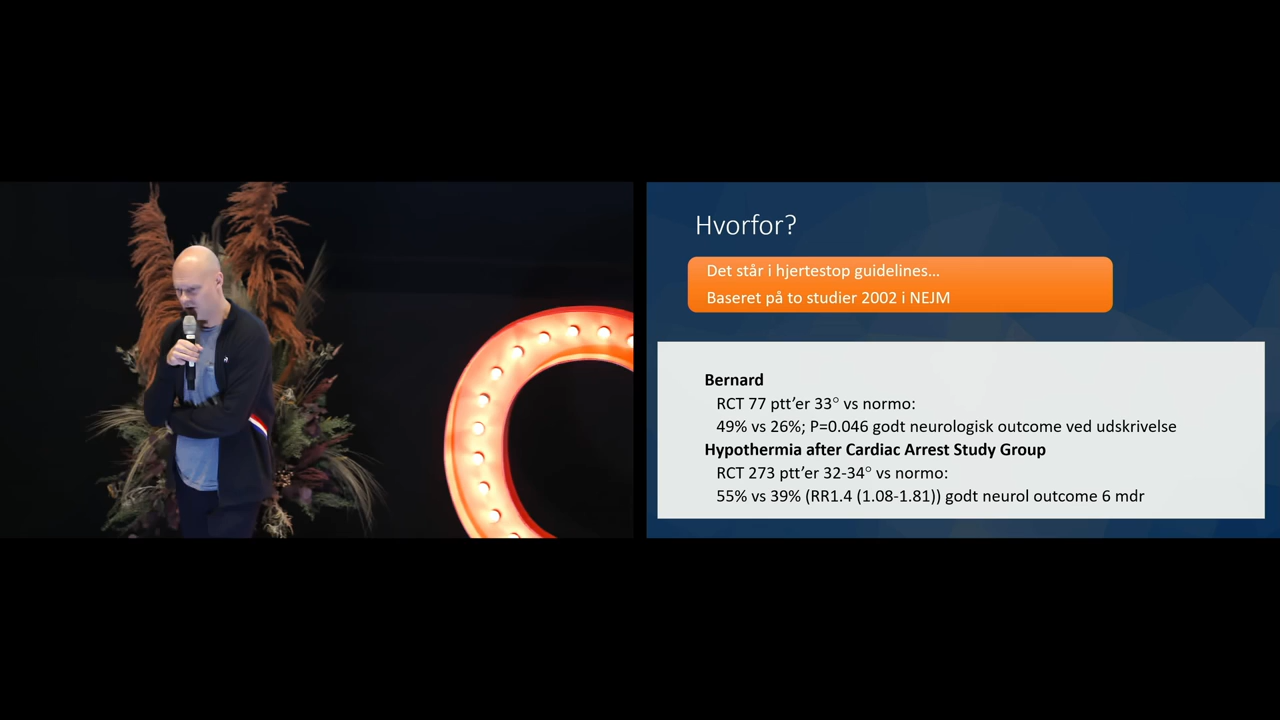 Hvorfor?
Det står i hjertestop guidelines...
Baseret på to studier 2002 i NEJM
Bernard
RCT 77 ptt’er 33° vs normo:
49% vs 26%; P=0.046 godt neurologisk outcome ved udskrivelse
Hypothermia after Cardiac Arrest Study Group
RCT 273 ptt’er 32-34° vs normo:
55% vs 39% (RR1.4 (1.08-1.81)) godt neurol outcome 6 mdr